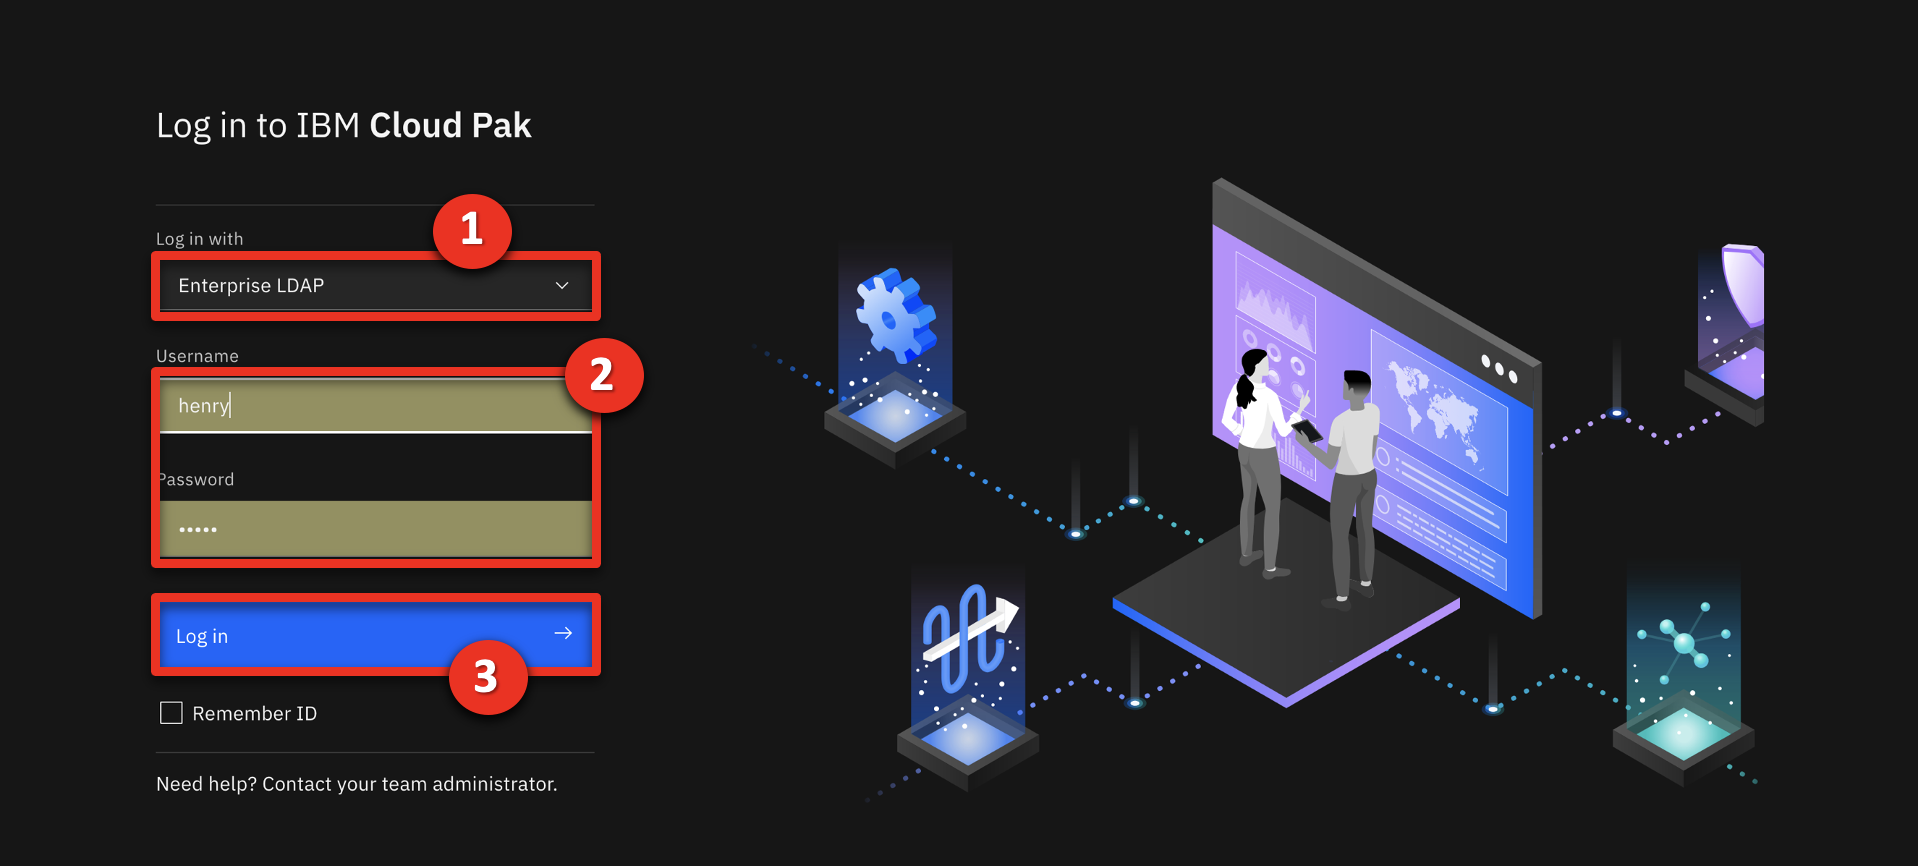 Log in to IBM Cloud Pak
1
Log in with
Enterprise LDAP
Username
2
henry
Password
•••••
Log in
3
Remember ID
Need help? Contact your team administrator.